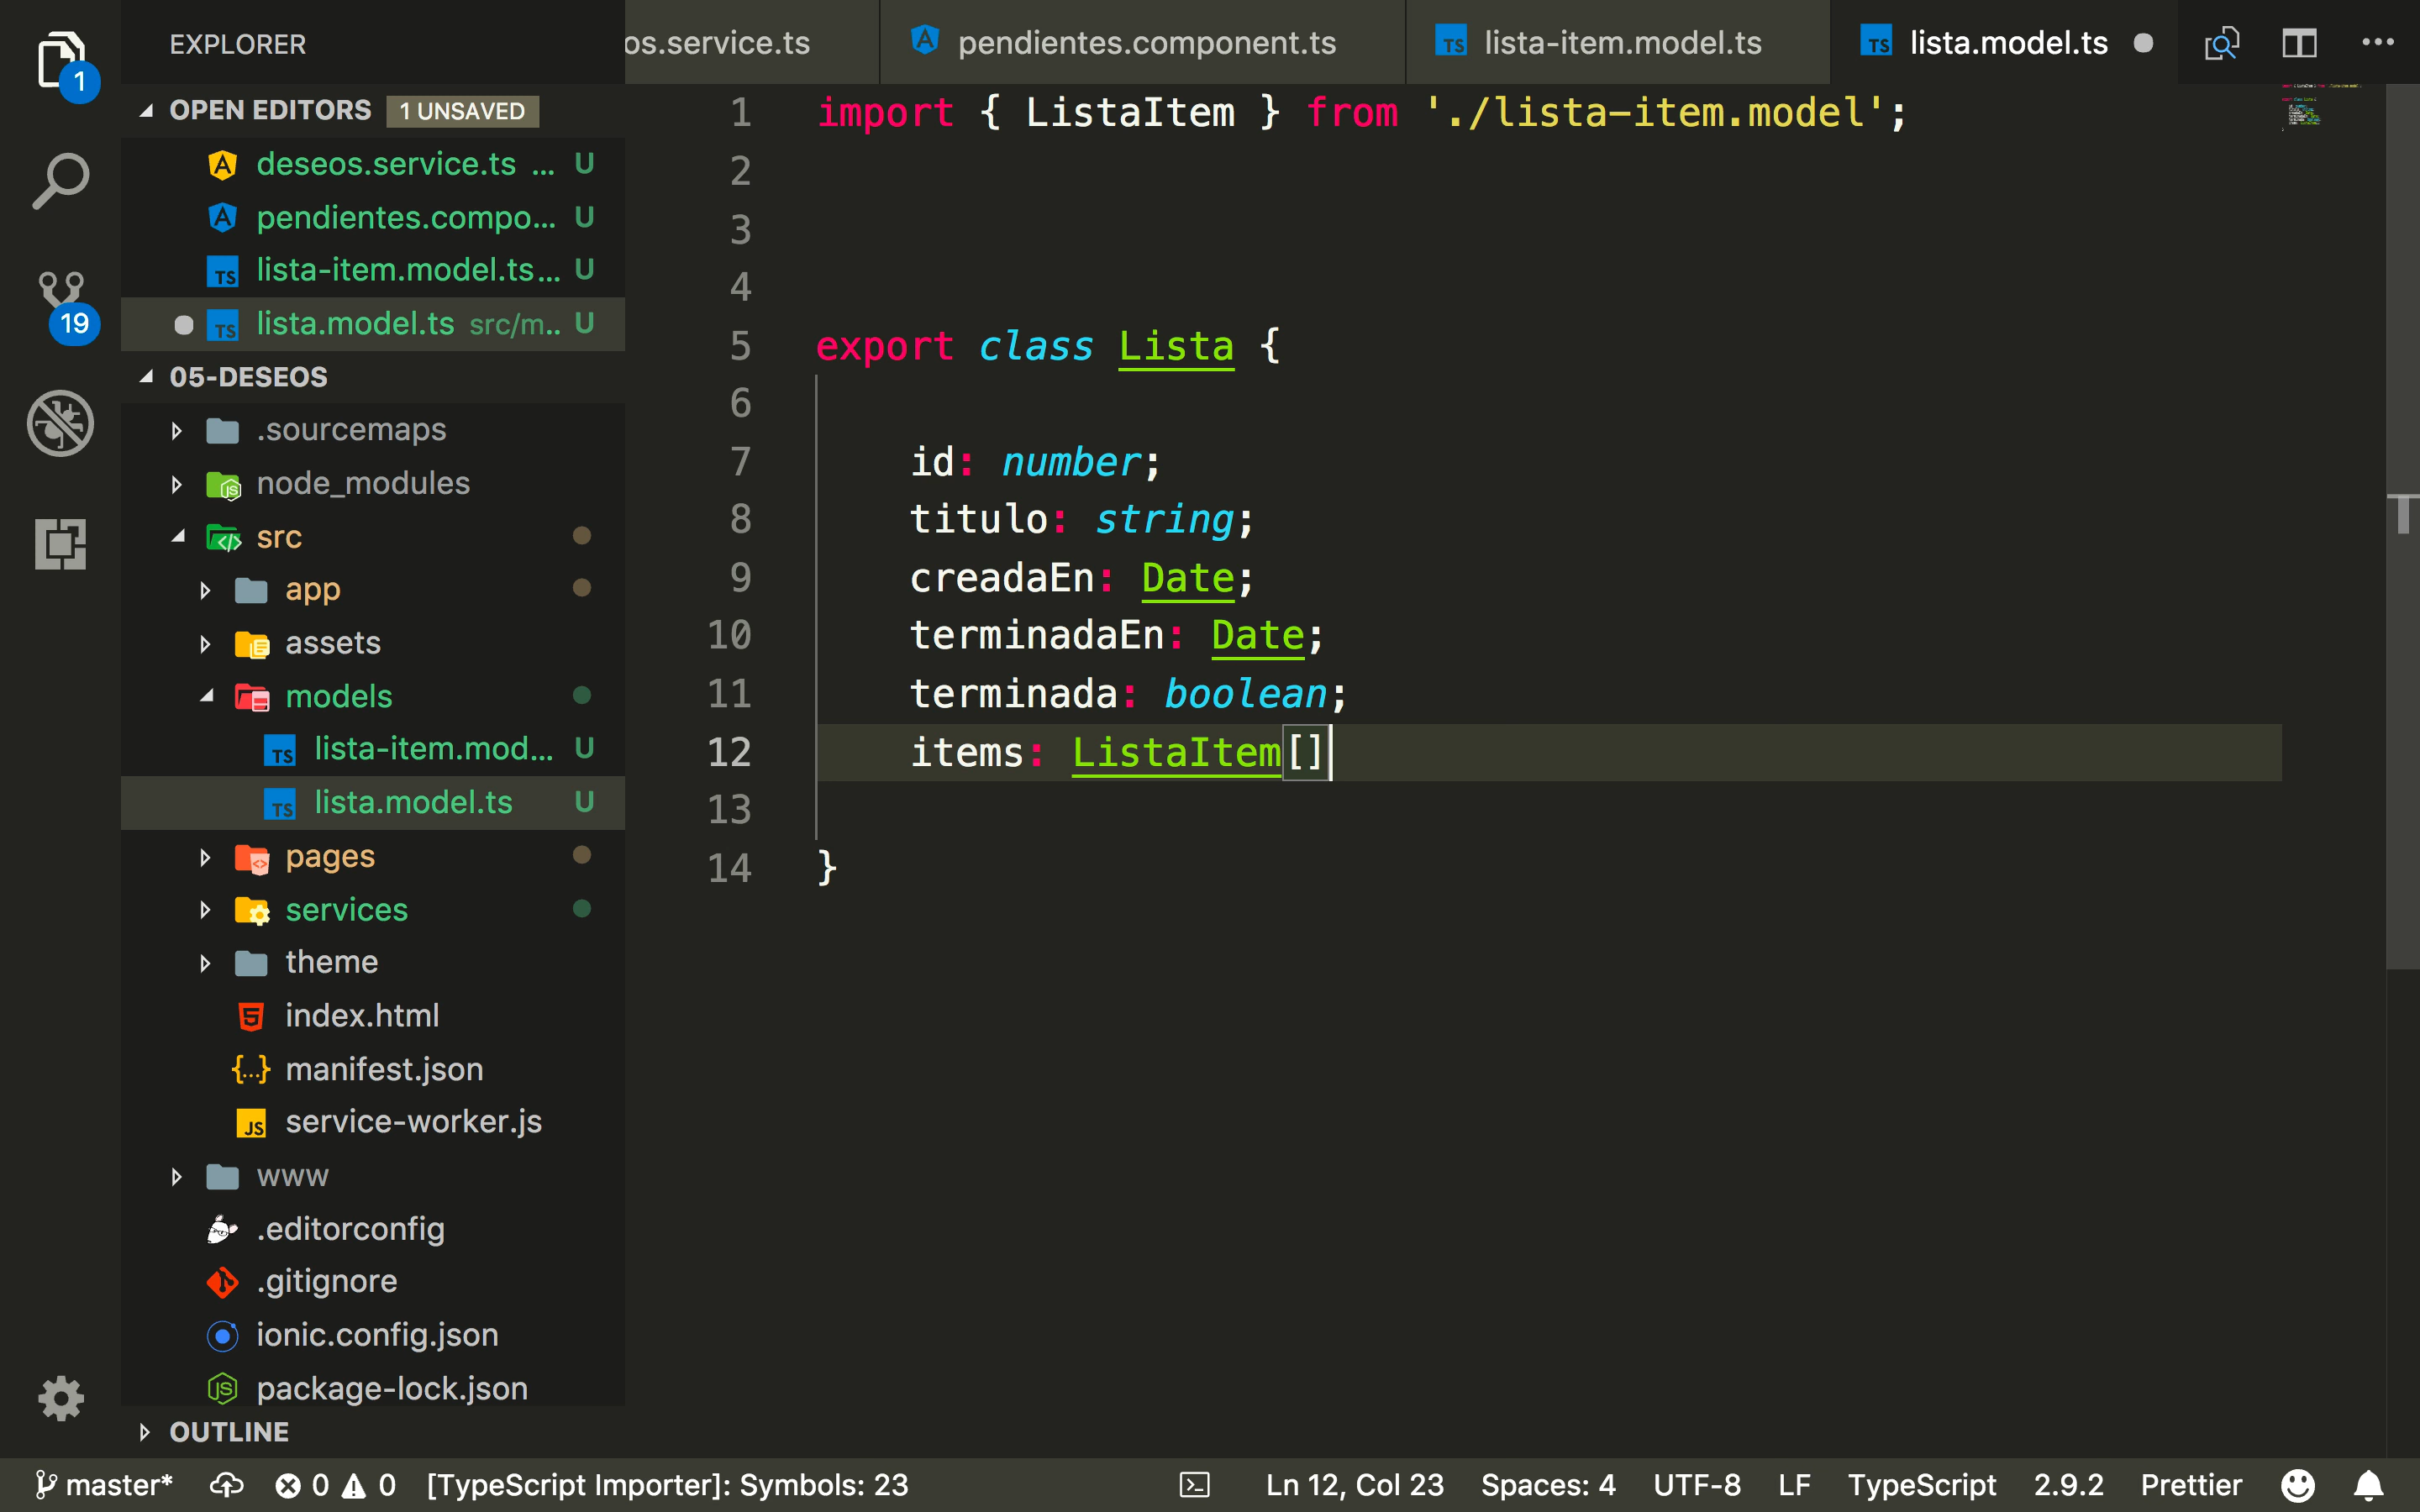 EXPLORER
1
OPEN EDITORS 1 UNSAVED
deseos.service.ts ... U
pendientes.compo... U
lista-item.model.ts... U
lista.model.ts src/m.. U
19
05-DESEOS
.sourcemaps
node_modules
src
app
assets
models
lista-item.mod... U
lista.model.ts U
pages
services
theme
index.html
manifest.json
service-worker.js
www
.editorconfig
.gitignore
ionic.config.json
package-lock.json
OUTLINE
os.service.ts pendientes.component.ts lista-item.model.ts lista.model.ts
1 import { ListaItem } from './lista-item.model';
2
3
4
5 export class Lista {
6
7 id: number;
8 titulo: string;
9 creadaEn: Date;
10 terminadaEn: Date;
11 terminada: boolean;
12 items: ListaItem[]
13
14 }
master* 0 0 [TypeScript Importer]: Symbols: 23 Ln 12, Col 23 Spaces: 4 UTF-8 LF TypeScript 2.9.2 Prettier